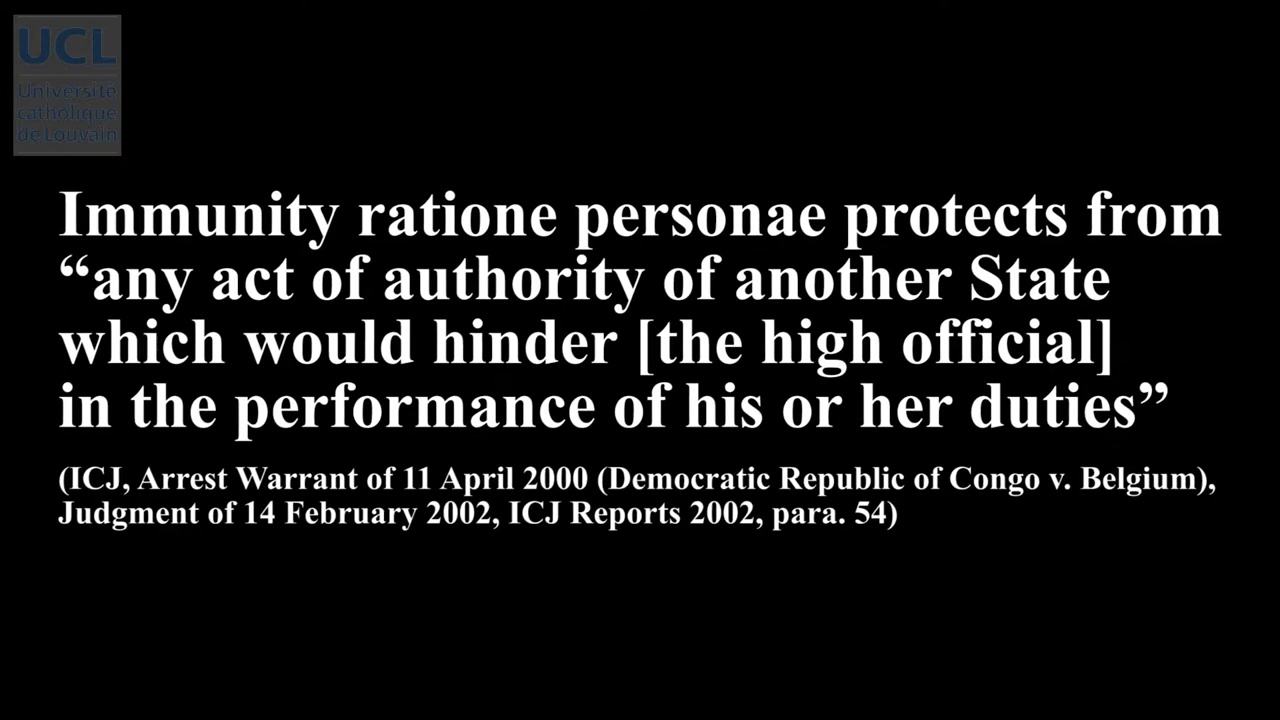 UCL
Université
catholique
de Louvain
Immunity ratione personae protects from
“any act of authority of another State
which would hinder [the high official]
in the performance of his or her duties”
(ICJ, Arrest Warrant of 11 April 2000 (Democratic Republic of Congo v. Belgium),
Judgment of 14 February 2002, ICJ Reports 2002, para. 54)